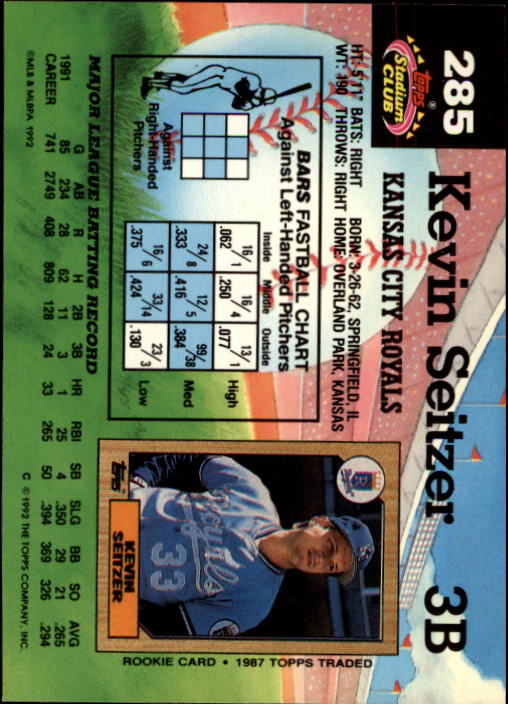 285
Topps®
Stadium
CLUB
Kevin Seitzer 3B
KANSAS CITY ROYALS
HT: 5'11" BATS: RIGHT BORN: 3-26-62, SPRINGFIELD, IL
WT: 190 THROWS: RIGHT HOME: OVERLAND PARK, KANSAS
BARS FASTBALL CHART
Against Left-Handed Pitchers
Inside Middle Outside
16/1 16/4 13/1
.062 .250 .077 High
24/8 12/5 99/38
.333 .416 .384 Med
16/6 33/14 23/3
.375 .424 .130 Low
Against
Right-Handed
Pitchers
Royals
33
Topps
KEVIN
SEITZER
ROOKIE CARD • 1987 TOPPS TRADED
MAJOR LEAGUE BATTING RECORD
G AB R H 2B 3B HR RBI SB SLG BB SO AVG
1991 85 234 28 62 11 3 1 25 4 .350 29 21 .265
CAREER 741 2749 408 809 128 24 33 265 50 .394 369 326 .294
©MLB & MLBPA 1992
C © 1992 THE TOPPS COMPANY, INC.